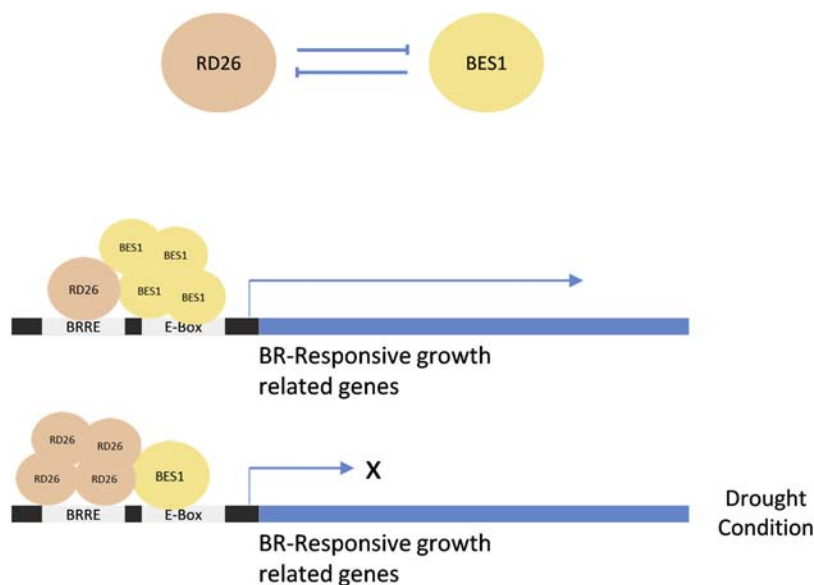 RD26
BES1
BES1
BES1
RD26
BES1
BES1
BRRE
E-Box
BR-Responsive growth
related genes
RD26
RD26
RD26
RD26
BES1
X
BRRE
E-Box
Drought
Condition
BR-Responsive growth
related genes